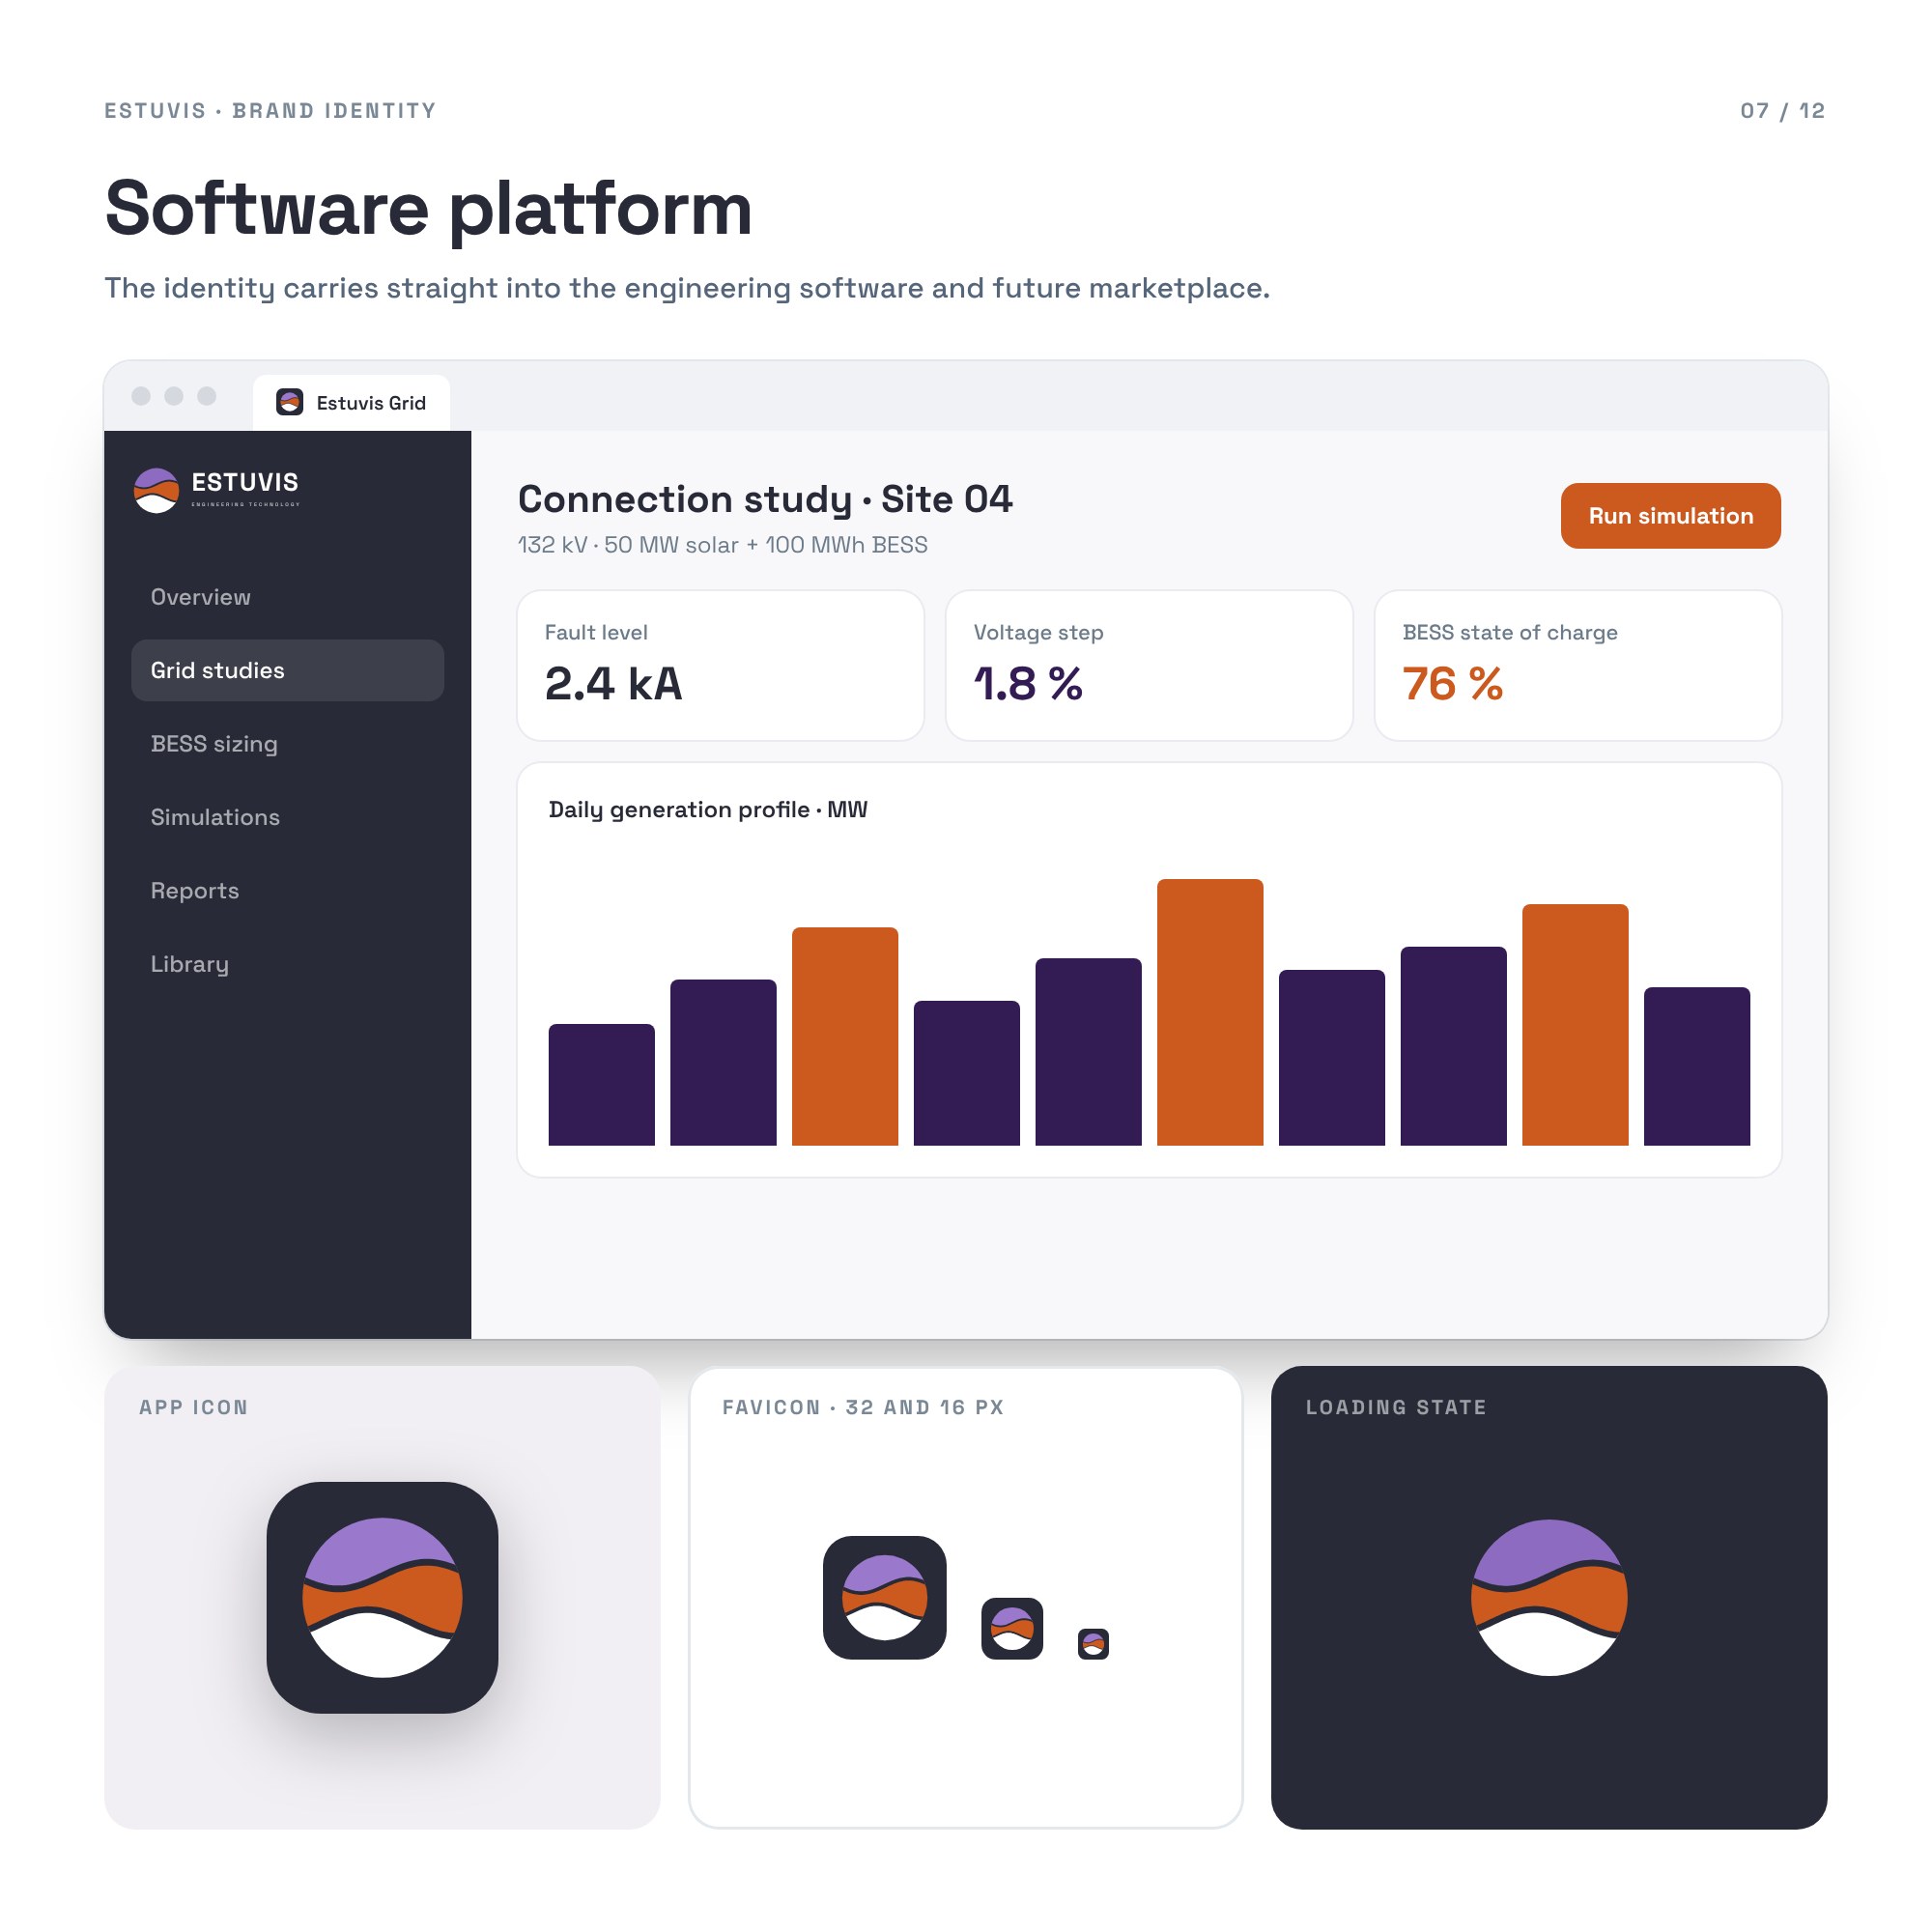 ESTUVIS · BRAND IDENTITY
07 / 12
Software platform
The identity carries straight into the engineering software and future marketplace.
Estuvis Grid
ESTUVIS
ENGINEERING TECHNOLOGY
Overview
Grid studies
BESS sizing
Simulations
Reports
Library
Connection study · Site 04
132 kV · 50 MW solar + 100 MWh BESS
Run simulation
Fault level
2.4 kA
Voltage step
1.8 %
BESS state of charge
76 %
Daily generation profile · MW
APP ICON
FAVICON · 32 AND 16 PX
LOADING STATE